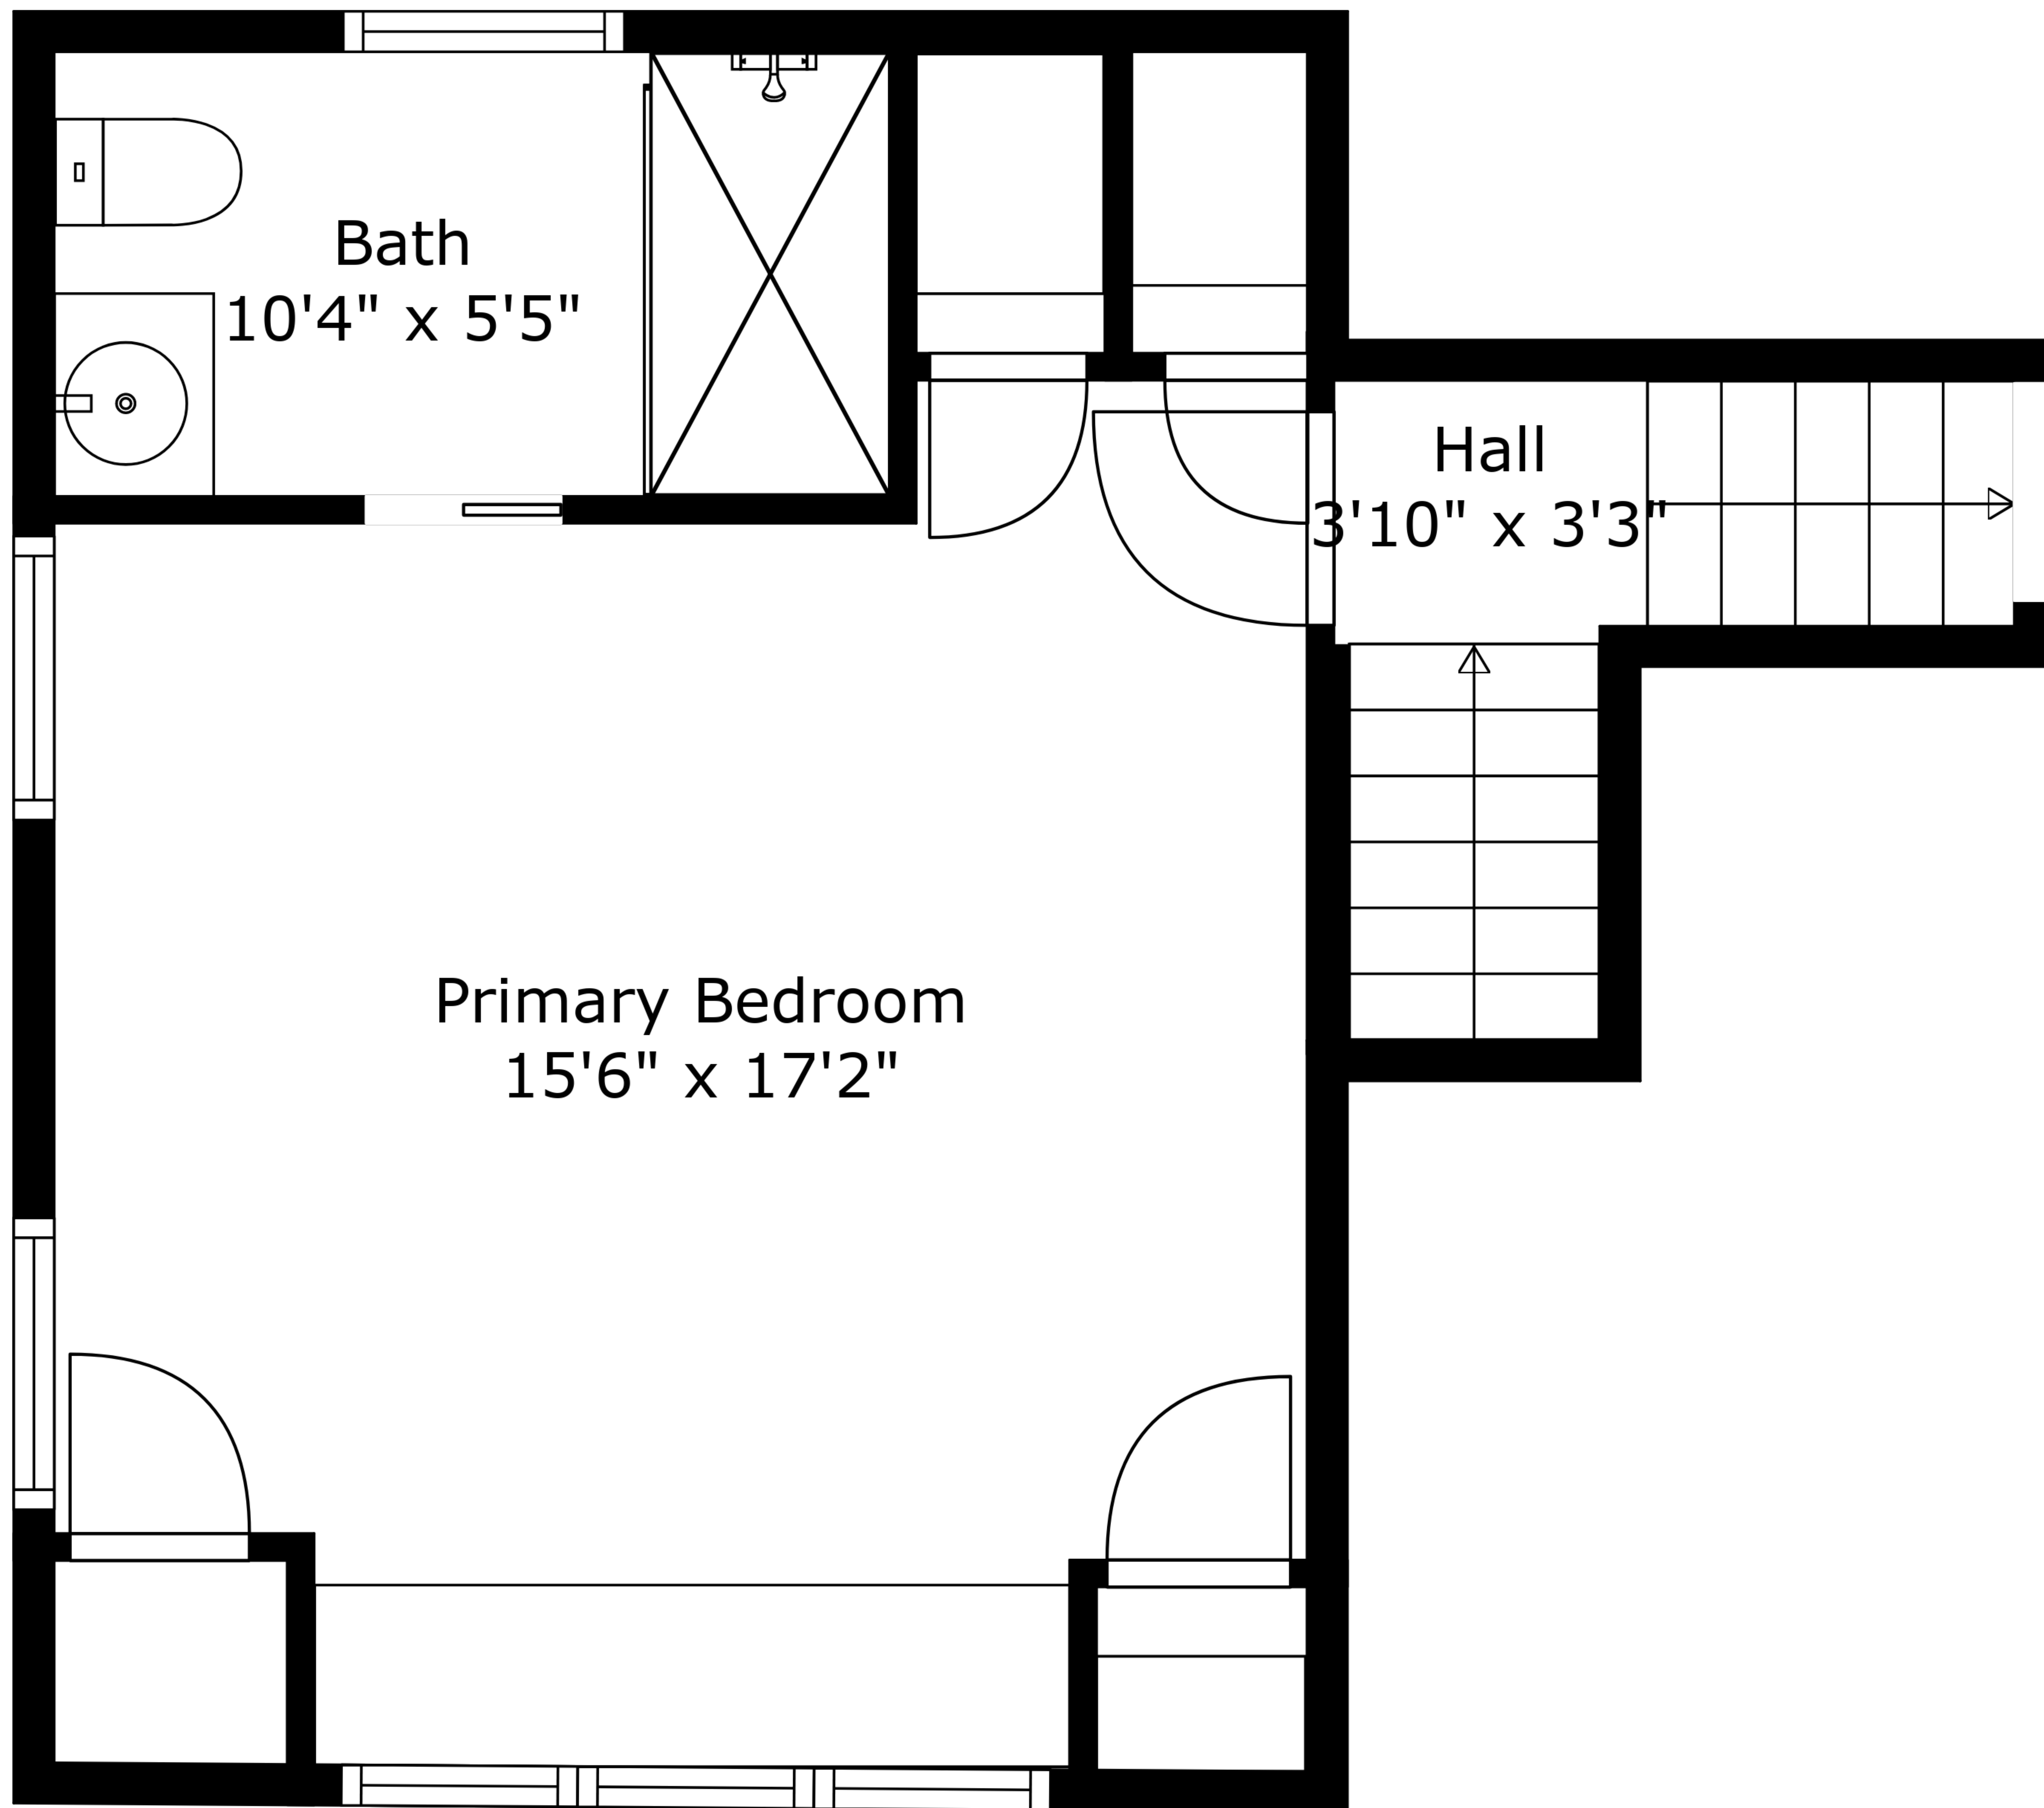 Bath
10'4" x 5'5"
Hall
3'10" x 3'3"
Primary Bedroom
15'6" x 17'2"